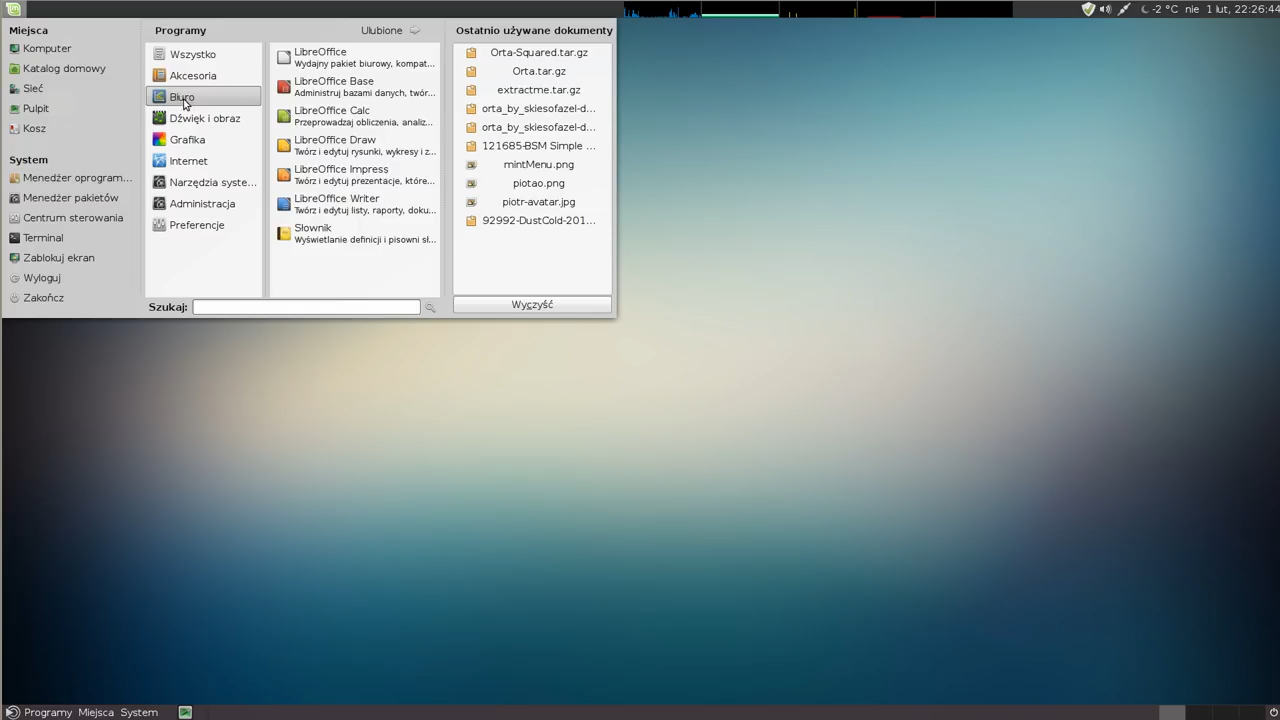 -2 °C nie 1 lut, 22:26:44
Miejsca
Komputer
Katalog domowy
Sieć
Pulpit
Kosz
System
Menedżer oprogram...
Menedżer pakietów
Centrum sterowania
Terminal
Zablokuj ekran
Wyloguj
Zakończ
Programy
Ulubione
Wszystko
Akcesoria
Biuro
Dźwięk i obraz
Grafika
Internet
Narzędzia syste...
Administracja
Preferencje
LibreOffice
Wydajny pakiet biurowy, kompat...
LibreOffice Base
Administruj bazami danych, twór...
LibreOffice Calc
Przeprowadzaj obliczenia, analiz...
LibreOffice Draw
Twórz i edytuj rysunki, wykresy i z...
LibreOffice Impress
Twórz i edytuj prezentacje, które...
LibreOffice Writer
Twórz i edytuj listy, raporty, doku...
Słownik
Wyświetlanie definicji i pisowni sł...
Szukaj:
Ostatnio używane dokumenty
Orta-Squared.tar.gz
Orta.tar.gz
extractme.tar.gz
orta_by_skiesofazel-d...
orta_by_skiesofazel-d...
121685-BSM Simple ...
mintMenu.png
piotao.png
piotr-avatar.jpg
92992-DustCold-201...
Wyczyść
Programy Miejsca System